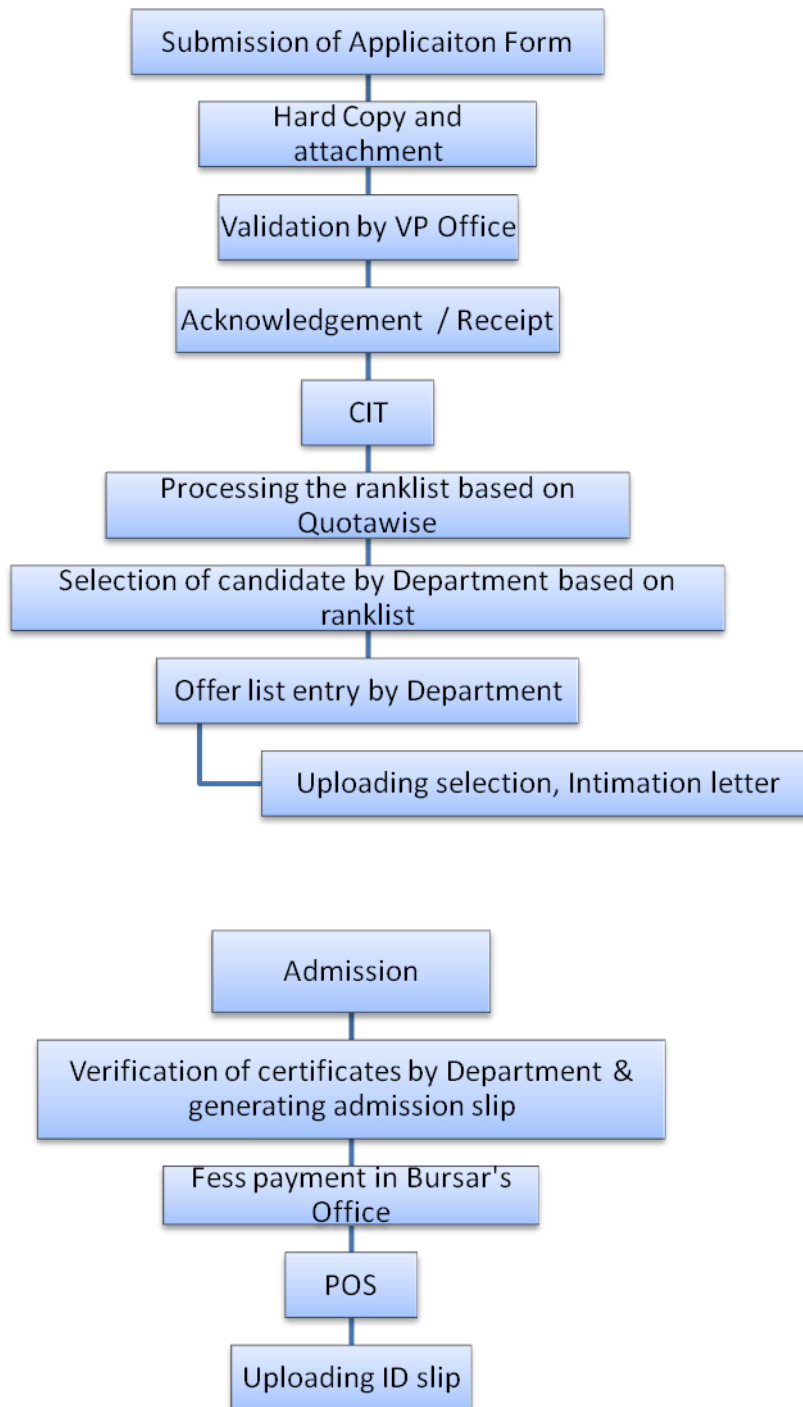 Submission of Applicaiton Form
Hard Copy and
attachment
Validation by VP Office
Acknowledgement / Receipt
CIT
Processing the ranklist based on
Quotawise
Selection of candidate by Department based on
ranklist
Offer list entry by Department
Uploading selection, Intimation letter
Admission
Verification of certificates by Department &
generating admission slip
Fess payment in Bursar's
Office
POS
Uploading ID slip